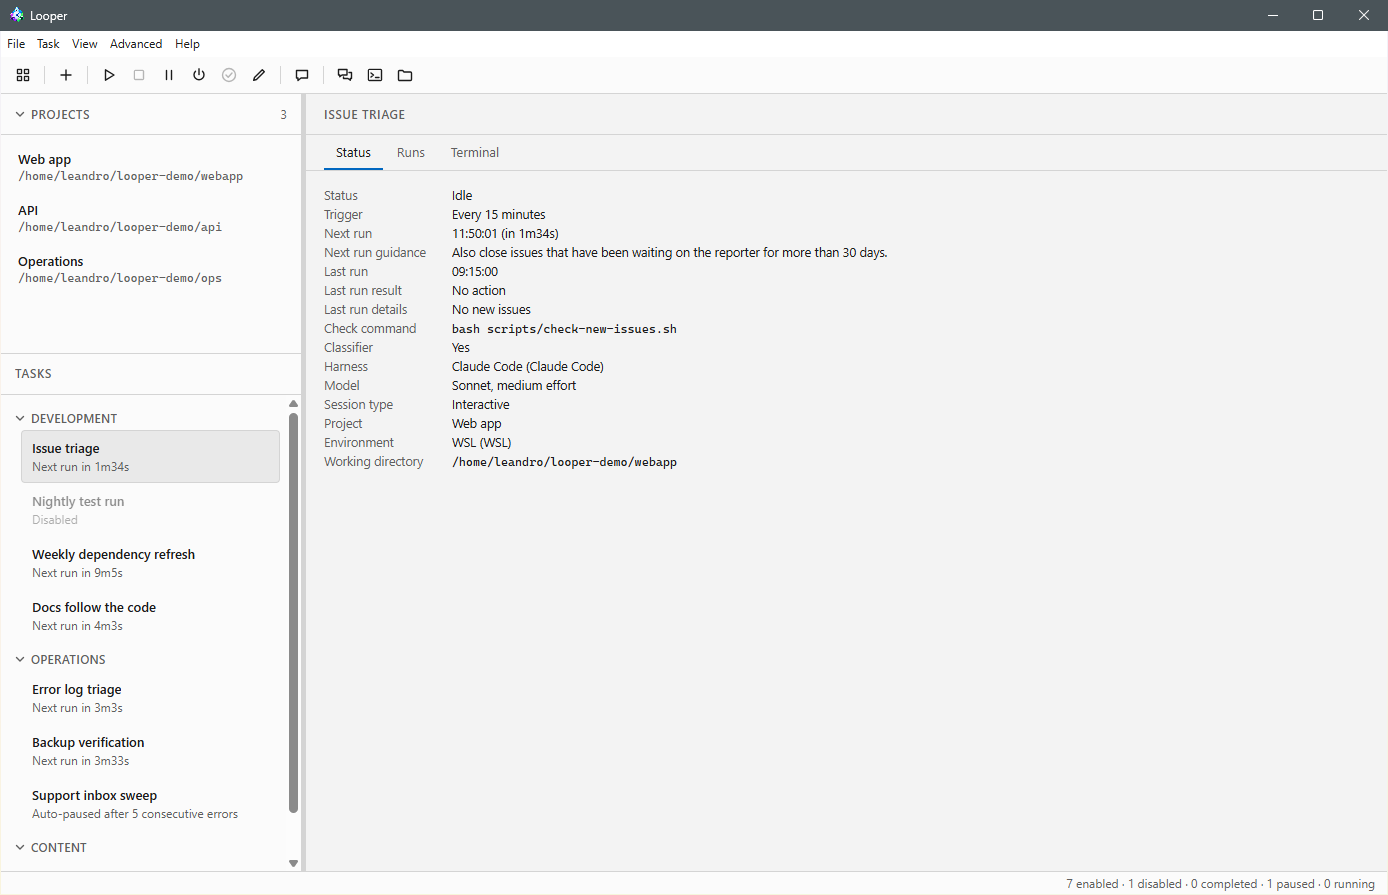 Looper
File Task View Advanced Help
PROJECTS 3
Web app
/home/leandro/looper-demo/webapp
API
/home/leandro/looper-demo/api
Operations
/home/leandro/looper-demo/ops
TASKS
DEVELOPMENT
Issue triage
Next run in 1m34s
Nightly test run
Disabled
Weekly dependency refresh
Next run in 9m5s
Docs follow the code
Next run in 4m3s
OPERATIONS
Error log triage
Next run in 3m3s
Backup verification
Next run in 3m33s
Support inbox sweep
Auto-paused after 5 consecutive errors
CONTENT
ISSUE TRIAGE
Status Runs Terminal
Status Idle
Trigger Every 15 minutes
Next run 11:50:01 (in 1m34s)
Next run guidance Also close issues that have been waiting on the reporter for more than 30 days.
Last run 09:15:00
Last run result No action
Last run details No new issues
Check command bash scripts/check-new-issues.sh
Classifier Yes
Harness Claude Code (Claude Code)
Model Sonnet, medium effort
Session type Interactive
Project Web app
Environment WSL (WSL)
Working directory /home/leandro/looper-demo/webapp
7 enabled · 1 disabled · 0 completed · 1 paused · 0 running